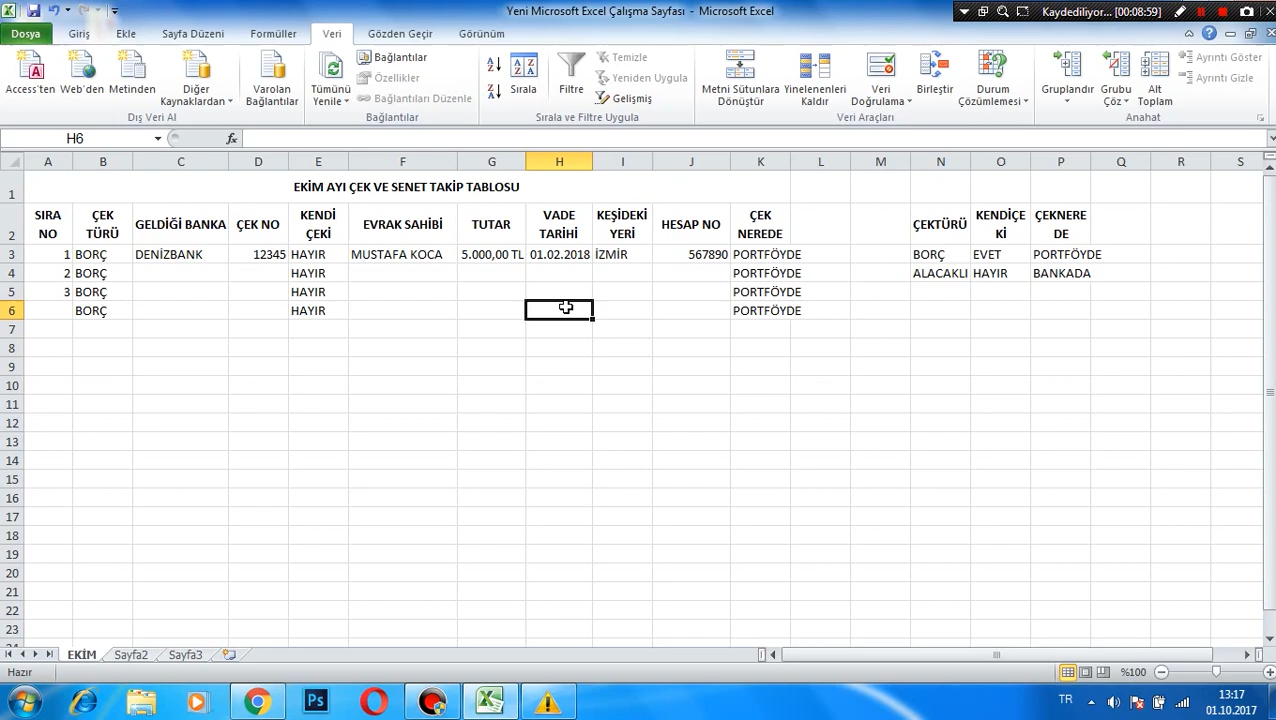 Yeni Microsoft Excel Çalışma Sayfası - Microsoft Excel
Kaydediliyor... [00:08:59]
Dosya Giriş Ekle Sayfa Düzeni Formüller Veri Gözden Geçir Görünüm
Access'ten Web'den Metinden Diğer Kaynaklardan Varolan Bağlantılar
Dış Veri Al
Tümünü Yenile
Bağlantılar
Özellikler
Bağlantıları Düzenle
Bağlantılar
Sırala Filtre
Temizle
Yeniden Uygula
Gelişmiş
Sırala ve Filtre Uygula
Metni Sütunlara Dönüştür Yinelenenleri Kaldır Veri Doğrulama Birleştir Durum Çözümlemesi
Veri Araçları
Gruplandır Grubu Çöz Alt Toplam
Ayrıntı Göster
Ayrıntı Gizle
Anahat
H6 fx
A B C D E F G H I J K L M N O P Q R S
1 EKİM AYI ÇEK VE SENET TAKİP TABLOSU
2 SIRA NO ÇEK TÜRÜ GELDİĞİ BANKA ÇEK NO KENDİ ÇEKİ EVRAK SAHİBİ TUTAR VADE TARİHİ KEŞİDEKİ YERİ HESAP NO ÇEK NEREDE ÇEKTÜRÜ KENDİÇEKİ ÇEKNEREDE
3 1 BORÇ DENİZBANK 12345 HAYIR MUSTAFA KOCA 5.000,00 TL 01.02.2018 İZMİR 567890 PORTFÖYDE BORÇ EVET PORTFÖYDE
4 2 BORÇ HAYIR PORTFÖYDE ALACAKLI HAYIR BANKADA
5 3 BORÇ HAYIR PORTFÖYDE
6 BORÇ HAYIR PORTFÖYDE
7
8
9
10
11
12
13
14
15
16
17
18
19
20
21
22
23
EKİM Sayfa2 Sayfa3
Hazır %100
Ps TR 13:17
01.10.2017